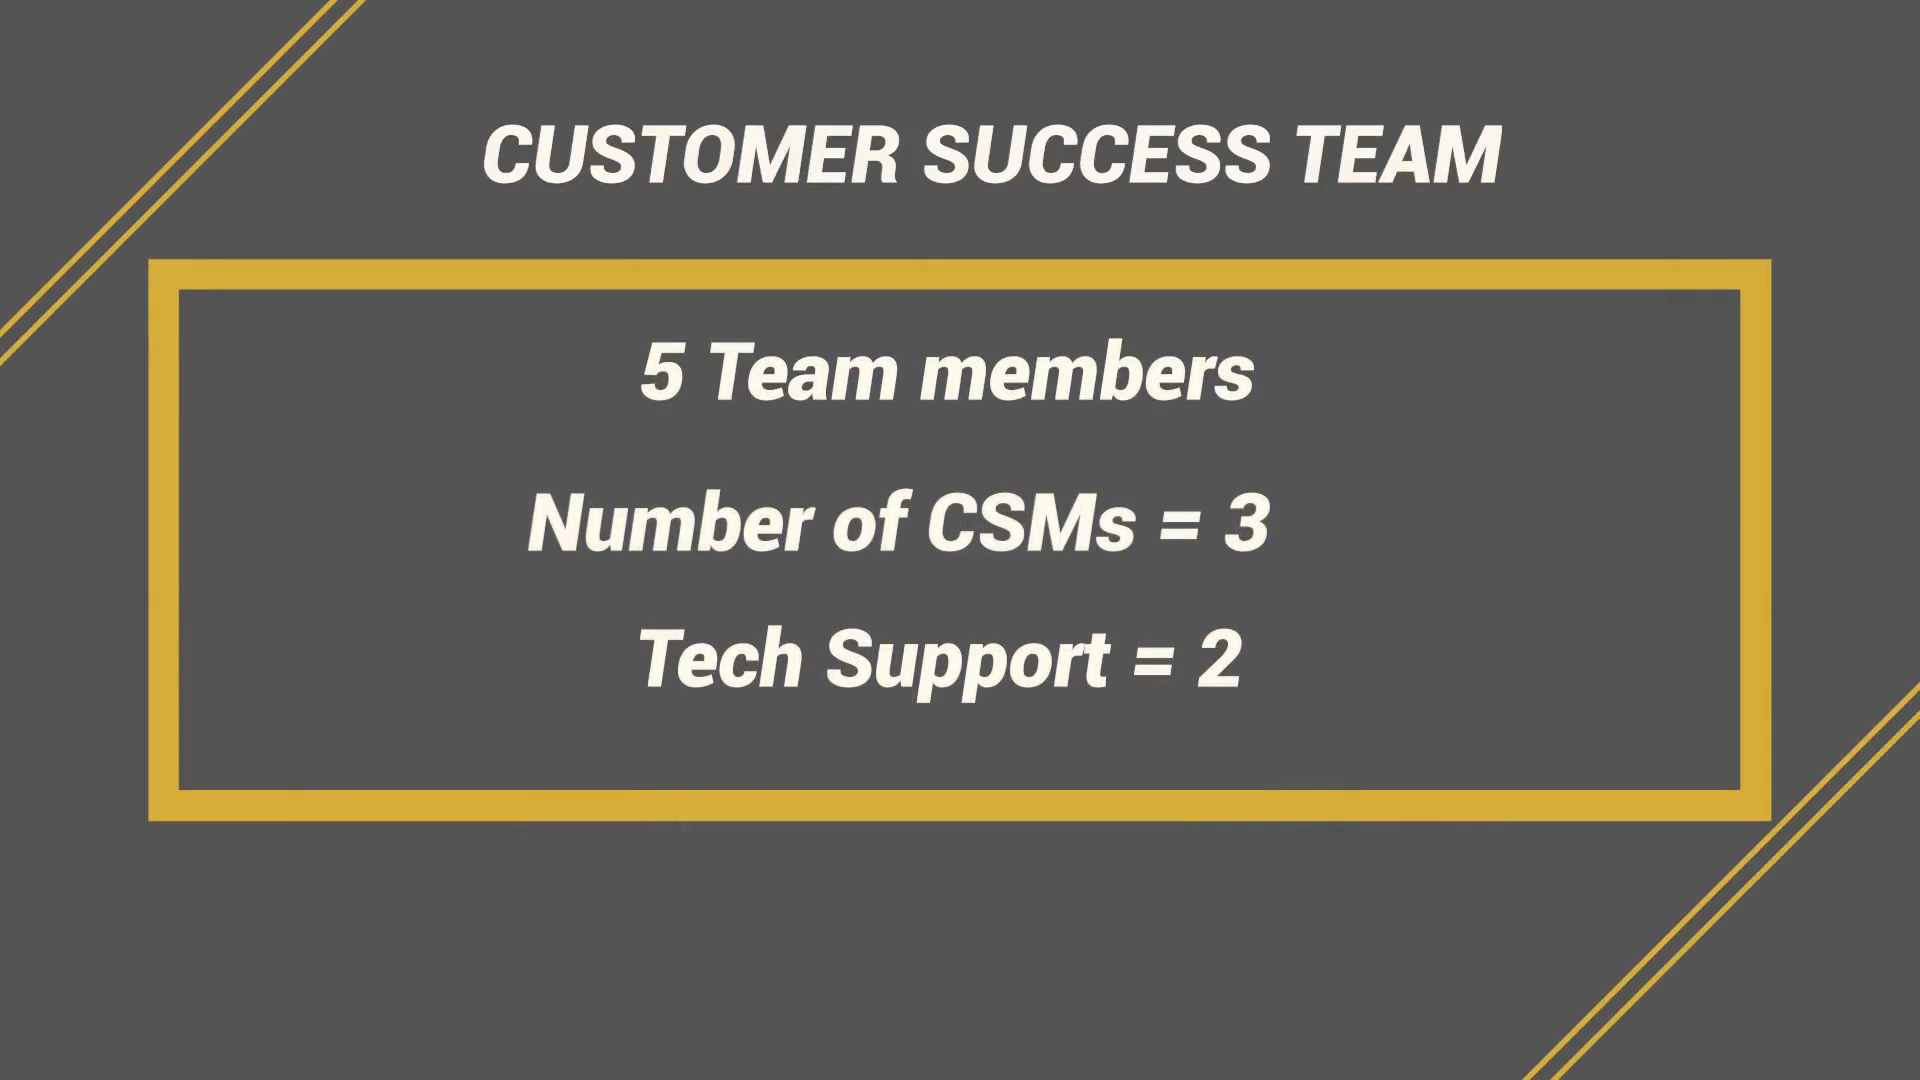 CUSTOMER SUCCESS TEAM
5 Team members
Number of CSMs = 3
Tech Support = 2